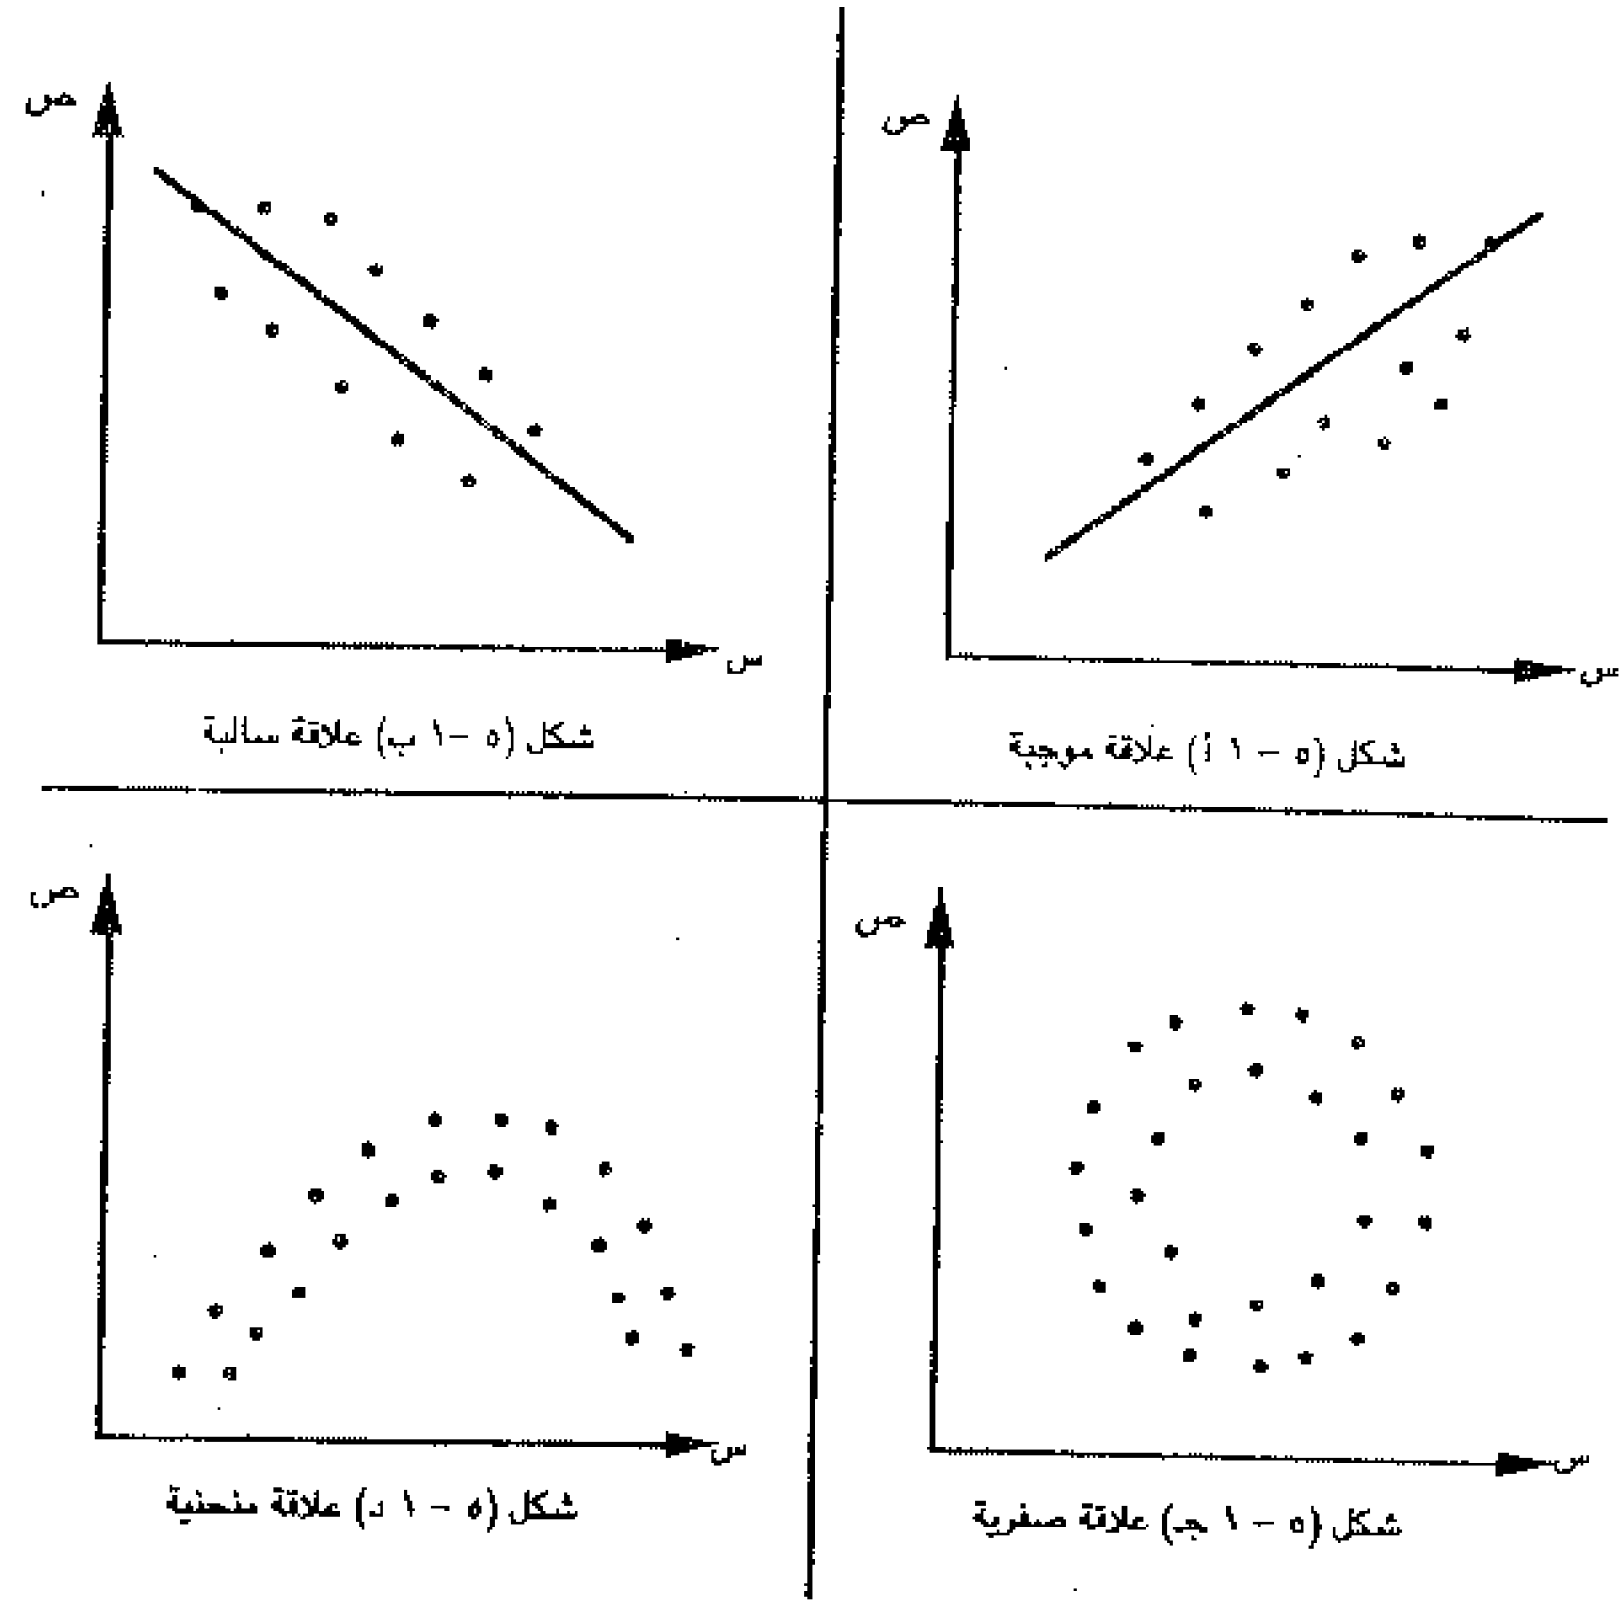 ص
س
شكل (٥ - ١ أ) علاقة موجبة
ص
س
شكل (٥ - ١ ب) علاقة سالبة
ص
س
شكل (٥ - ١ جـ) علاقة صفرية
ص
س
شكل (٥ - ١ د) علاقة منحنية